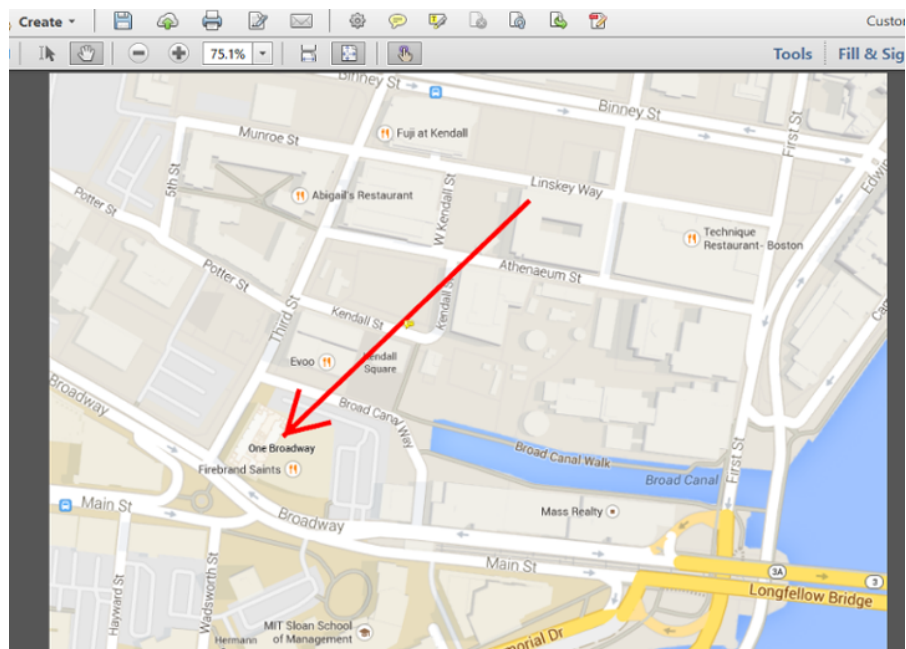 Create
75.1%
Custo
Tools
Fill & Sig
Binney St
Binney St
First St
Munroe St
Fuji at Kendall
5th St
Linskey Way
Abigail's Restaurant
Potter St
W Kendall St
Technique
Restaurant- Boston
Athenaeum St
Potter St
Kendall St
Kendall St
Third St
Evoo
Kendall
Square
Broadway
Broad Canal Way
One Broadway
Firebrand Saints
Broad Canal Walk
First St
Broad Canal
Main St
Mass Realty
Broadway
Main St
3A
3
Longfellow Bridge
Hayward St
Wadsworth St
MIT Sloan School
of Management
Hermann
morial Dr